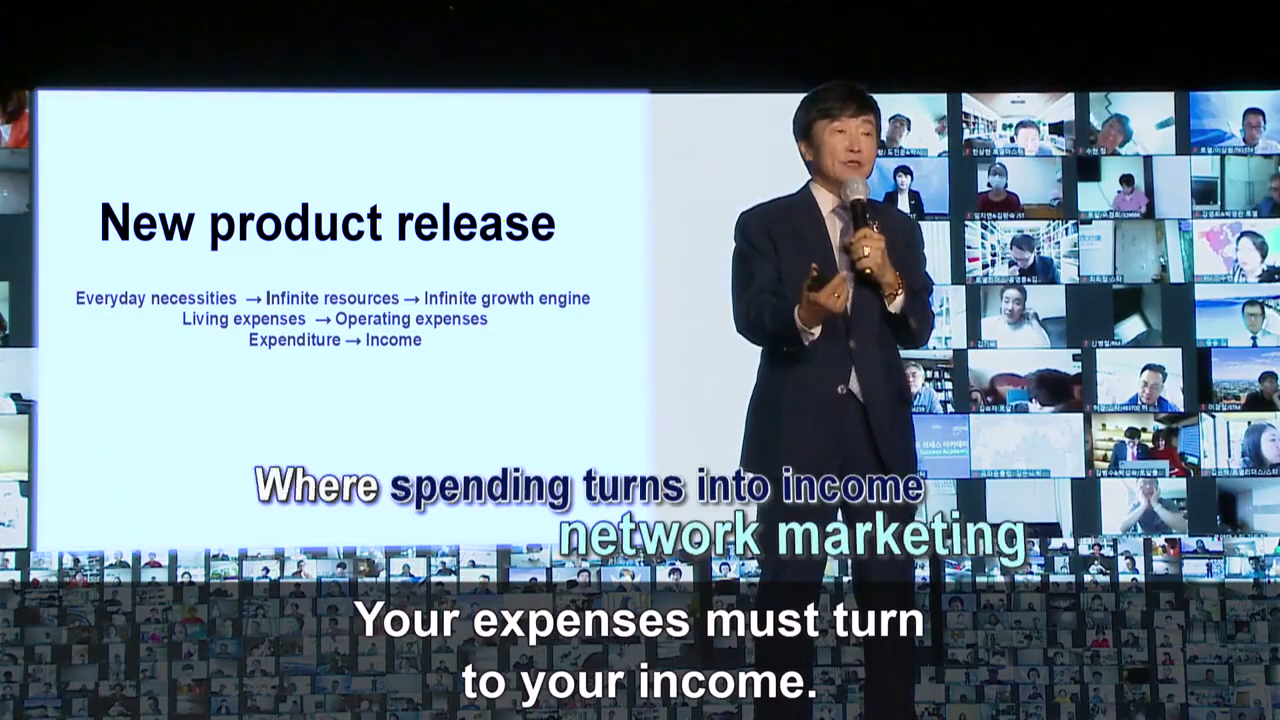 New product release
Everyday necessities → Infinite resources → Infinite growth engine
Living expenses → Operating expenses
Expenditure → Income
Where spending turns into income
network marketing
Your expenses must turn
to your income.